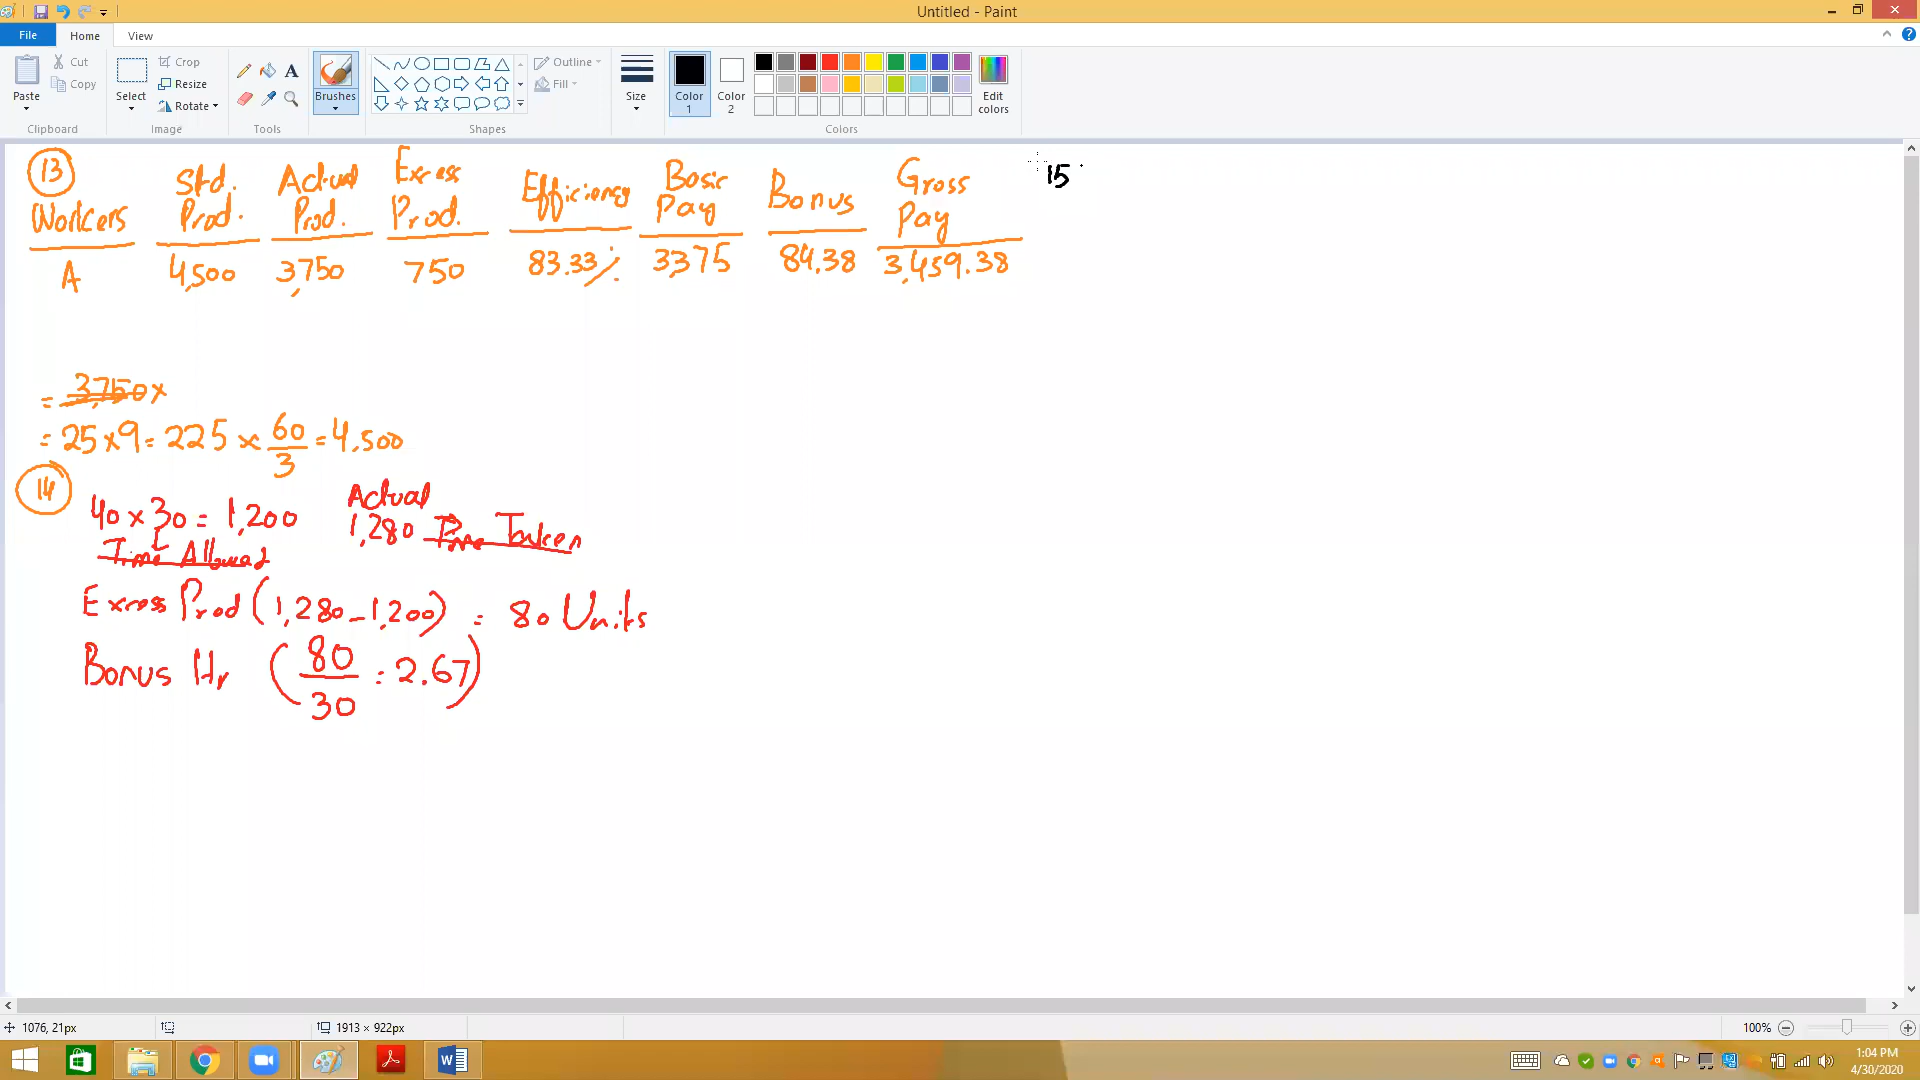 Untitled - Paint
File Home View
Paste Cut Copy Select Crop Resize Rotate Brushes Outline Fill Size Color 1 Color 2 Edit colors
Clipboard Image Tools Shapes Colors
13 15
Workers Std. Prod. Actual Prod. Exress Prod. Efficiency Basic Pay Bonus Gross Pay
A 4,500 3,750 750 83.33% 3375 84.38 3,459.38
= 3,750 x
= 25 x 9 = 225 x 60/3 = 4,500
14
40 x 30 = 1,200 Actual 1,280 Time Taken
Time Allowed
Exress Prod (1,280 - 1,200) = 80 Units
Bonus Hr (80/30 = 2.67)
1076, 21px 1913 × 922px 100%
1:04 PM
4/30/2020